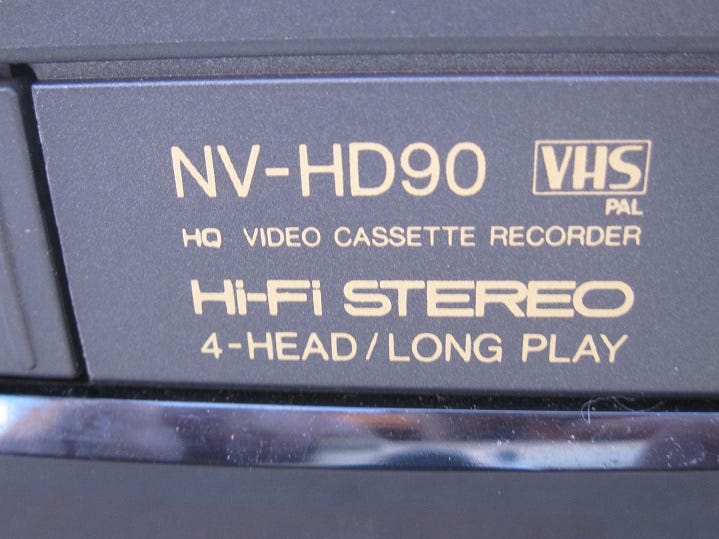 NV-HD90 VHS
PAL
HQ VIDEO CASSETTE RECORDER
Hi-Fi STEREO
4-HEAD/LONG PLAY